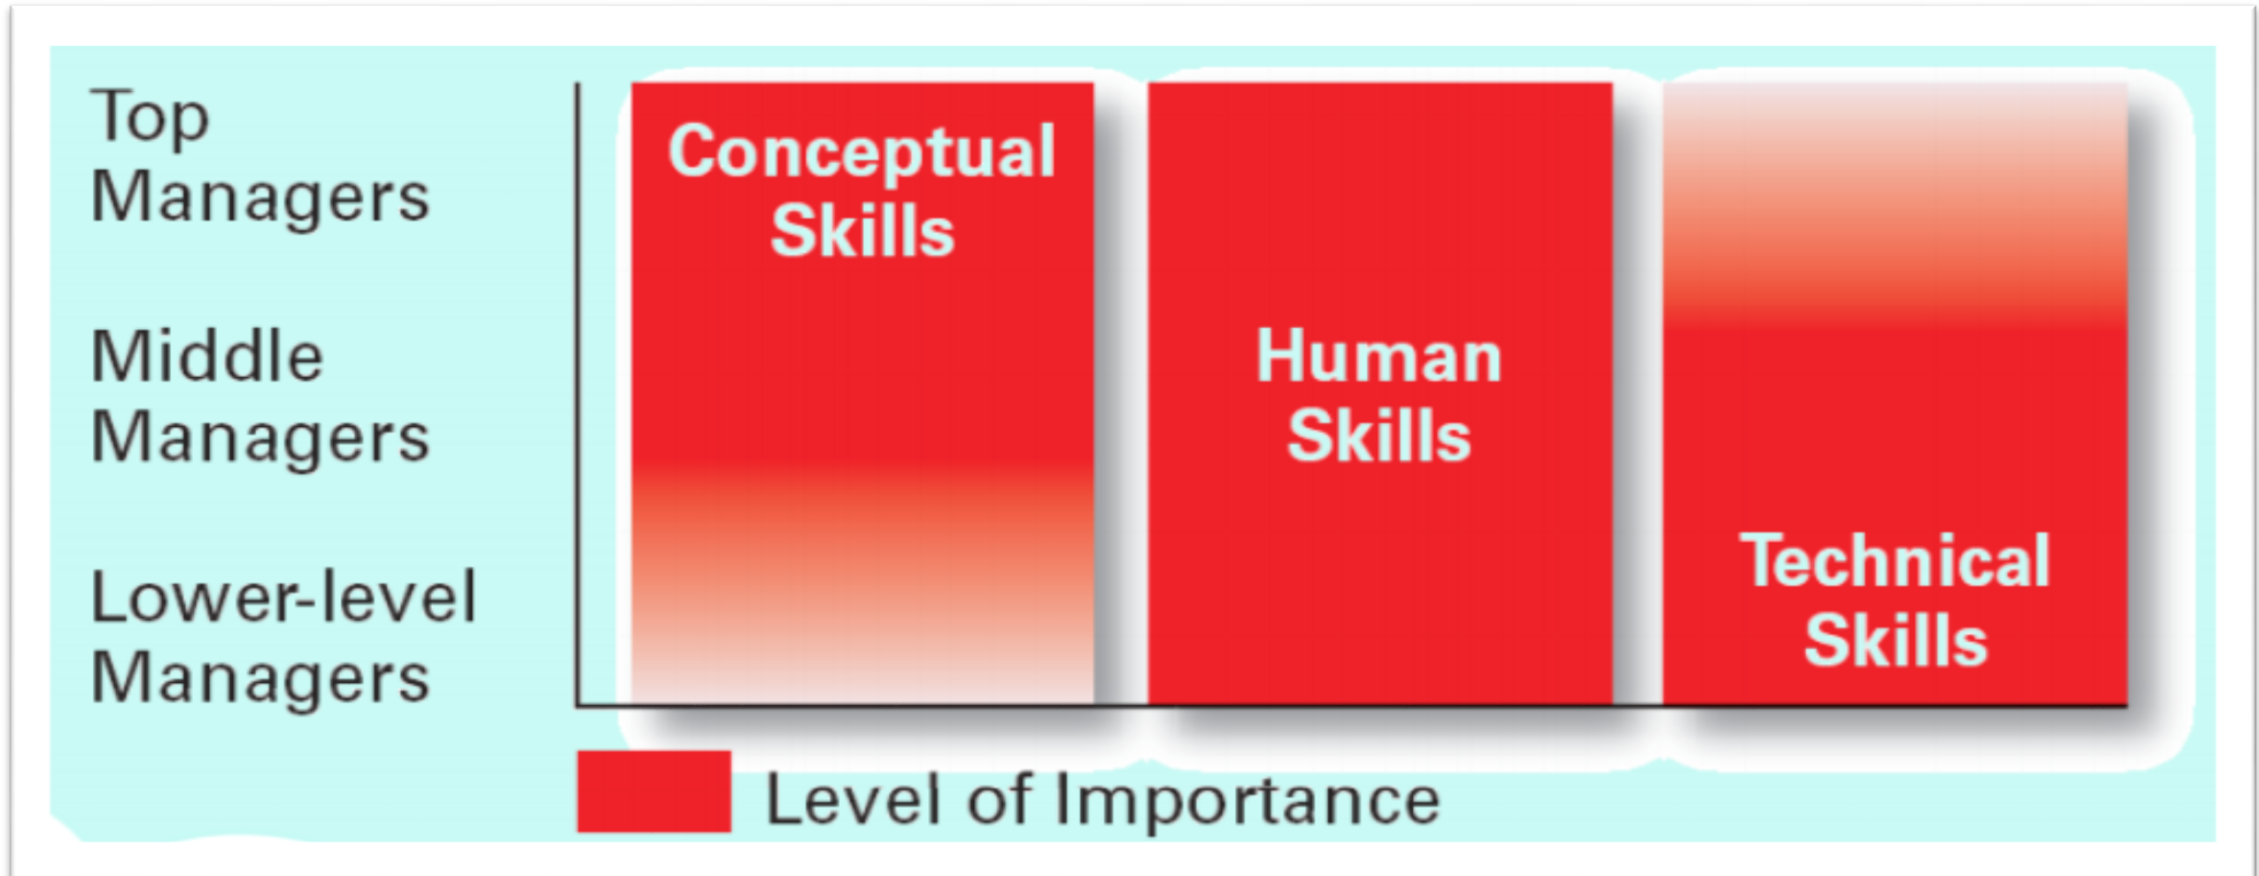 Top
Managers
Middle
Managers
Lower-level
Managers
Conceptual
Skills
Human
Skills
Technical
Skills
Level of Importance